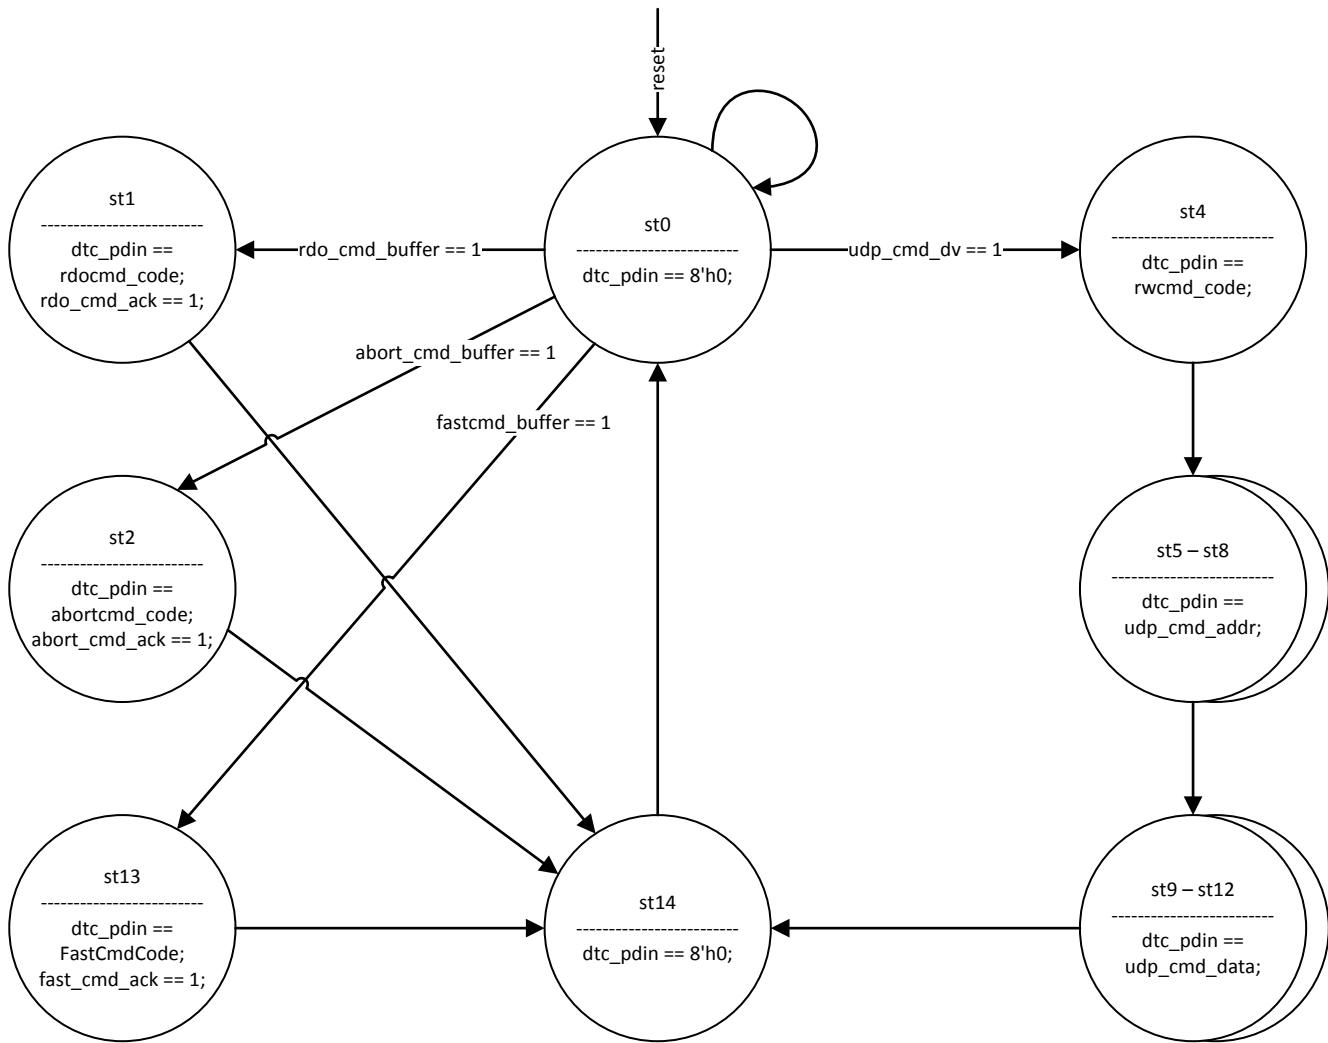 reset
st1
--------------------------
dtc_pdin ==
rdocmd_code;
rdo_cmd_ack == 1;
rdo_cmd_buffer == 1
st0
--------------------------
dtc_pdin == 8'h0;
udp_cmd_dv == 1
st4
--------------------------
dtc_pdin ==
rwcmd_code;
abort_cmd_buffer == 1
fastcmd_buffer == 1
st2
--------------------------
dtc_pdin ==
abortcmd_code;
abort_cmd_ack == 1;
st5 – st8
--------------------------
dtc_pdin ==
udp_cmd_addr;
st13
--------------------------
dtc_pdin ==
FastCmdCode;
fast_cmd_ack == 1;
st14
--------------------------
dtc_pdin == 8'h0;
st9 – st12
--------------------------
dtc_pdin ==
udp_cmd_data;